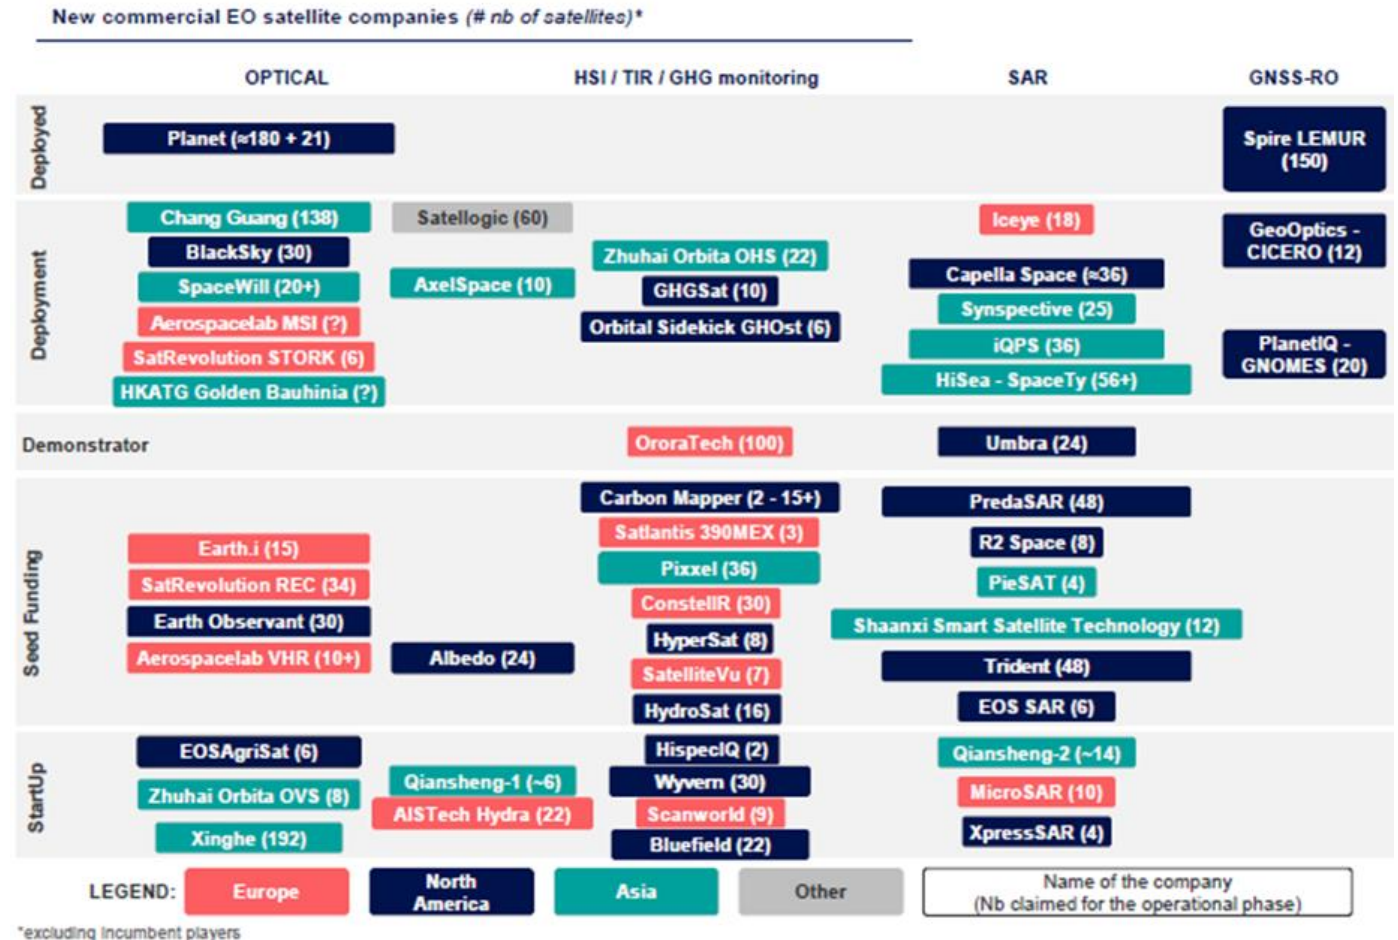 New commercial EO satellite companies (# nb of satellites)*
OPTICAL
HSI / TIR / GHG monitoring
SAR
GNSS-RO
Deployed
Planet (≈180 + 21)
Spire LEMUR
(150)
Deployment
Chang Guang (138)
BlackSky (30)
SpaceWill (20+)
Aerospacelab MSI (?)
SatRevolution STORK (6)
HKATG Golden Bauhinia (?)
Satellogic (60)
AxelSpace (10)
Zhuhai Orbita OHS (22)
GHGSat (10)
Orbital Sidekick GHOst (6)
Iceye (18)
Capella Space (≈36)
Synspective (25)
iQPS (36)
HiSea - SpaceTy (56+)
GeoOptics -
CICERO (12)
PlanetIQ -
GNOMES (20)
Demonstrator
OroraTech (100)
Umbra (24)
Seed Funding
Earth.i (15)
SatRevolution REC (34)
Earth Observant (30)
Aerospacelab VHR (10+)
Albedo (24)
Carbon Mapper (2 - 15+)
Satlantis 390MEX (3)
Pixxel (36)
ConstellR (30)
HyperSat (8)
SatelliteVu (7)
HydroSat (16)
PredaSAR (48)
R2 Space (8)
PieSAT (4)
Shaanxi Smart Satellite Technology (12)
Trident (48)
EOS SAR (6)
StartUp
EOSAgriSat (6)
Zhuhai Orbita OVS (8)
Xinghe (192)
Qiansheng-1 (~6)
AISTech Hydra (22)
HispecIQ (2)
Wyvern (30)
Scanworld (9)
Bluefield (22)
Qiansheng-2 (~14)
MicroSAR (10)
XpressSAR (4)
LEGEND:
Europe
North
America
Asia
Other
Name of the company
(Nb claimed for the operational phase)
*excluding incumbent players